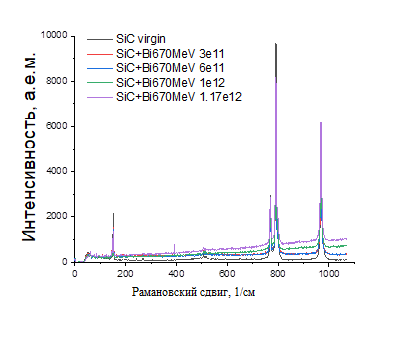 SiC virgin
SiC+Bi670MeV 3e11
SiC+Bi670MeV 6e11
SiC+Bi670MeV 1e12
SiC+Bi670MeV 1.17e12
Интенсивность, а.е.м.
10000
8000
6000
4000
2000
0
0 200 400 600 800 1000
Рамановский сдвиг, 1/см